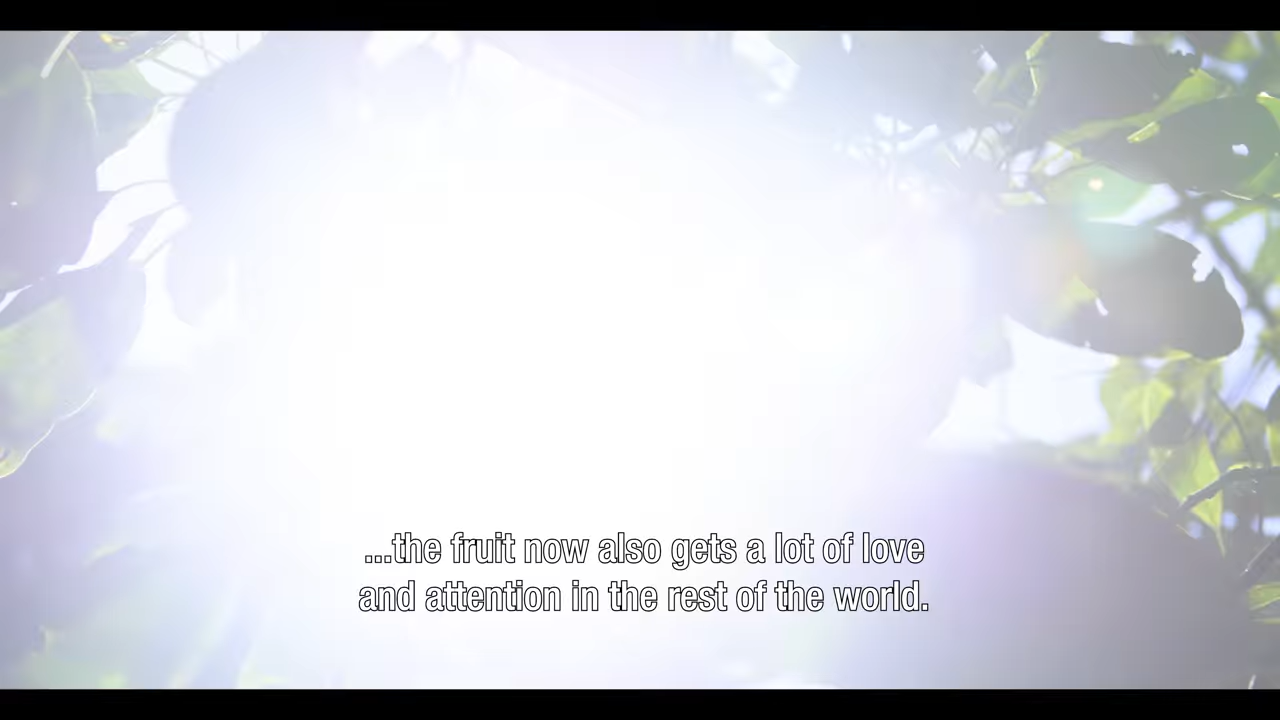 ...the fruit now also gets a lot of love
and attention in the rest of the world.